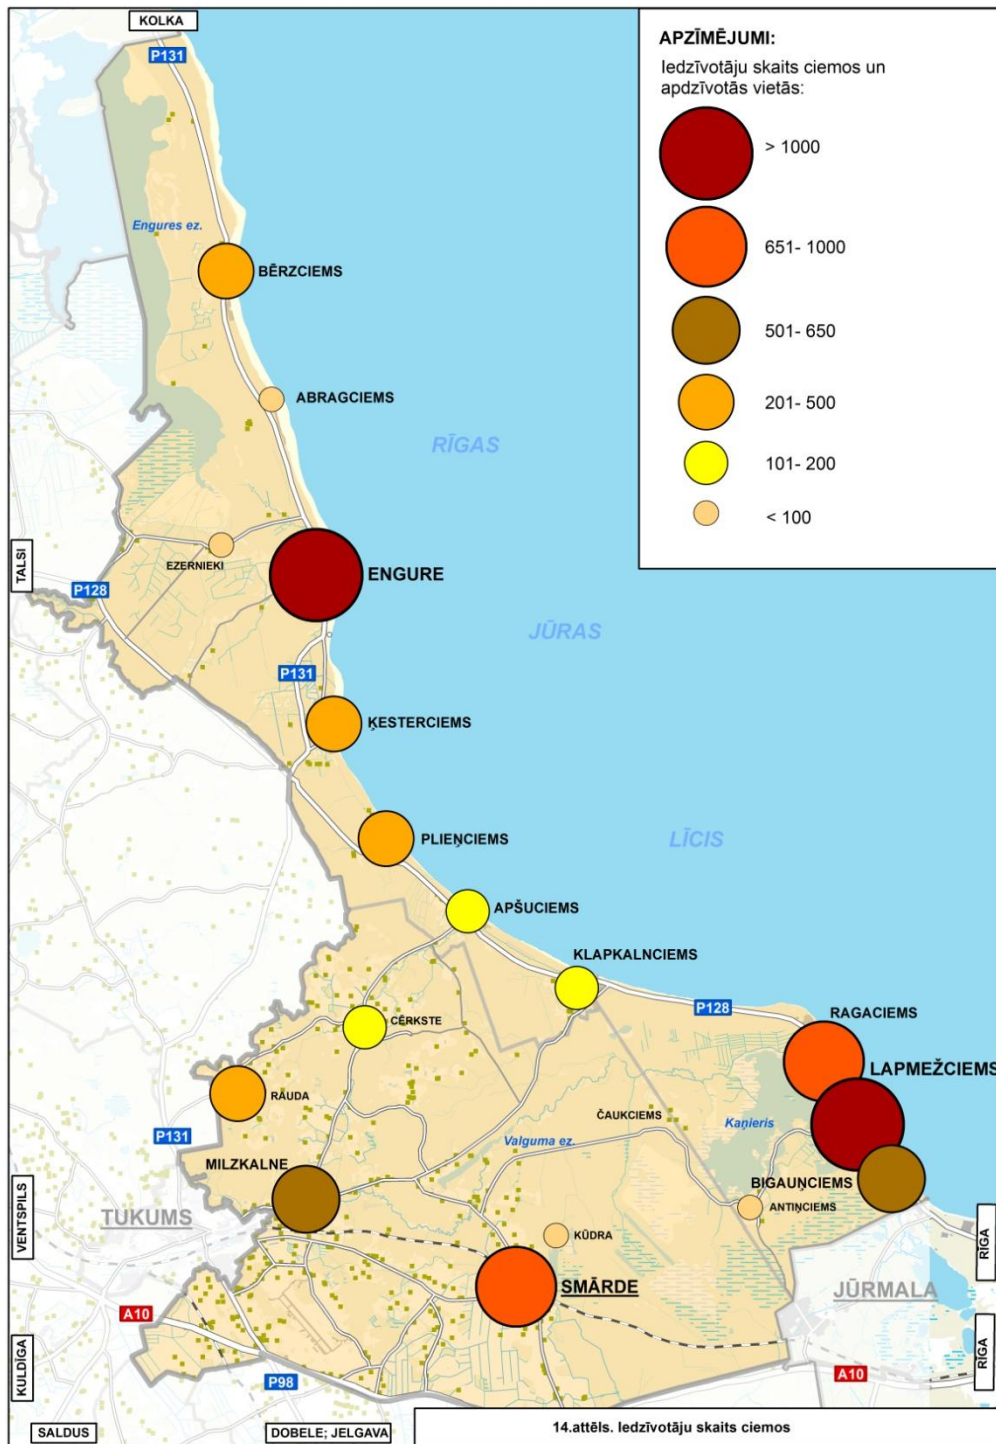 KOLKA
P131
APZĪMĒJUMI:
Iedzīvotāju skaits ciemos un
apdzīvotās vietās:
> 1000
651- 1000
501- 650
201- 500
101- 200
< 100
Engures ez.
BĒRZCIEMS
ABRAGCIEMS
RĪGAS
EZERNIEKI
TALSI
P128
ENGURE
JŪRAS
P131
ĶESTERCIEMS
PLIEŅCIEMS
LĪCIS
APŠUCIEMS
KLAPKALNCIEMS
P128
RAGACIEMS
CĒRKSTE
LAPMEŽCIEMS
RĀUDA
ČAUKCIEMS
Kaņieris
P131
Valguma ez.
MILZKALNE
BIGAUŅCIEMS
ANTIŅCIEMS
VENTSPILS
TUKUMS
KŪDRA
RĪGA
SMĀRDE
JŪRMALA
A10
KULDĪGA
P98
A10
RĪGA
SALDUS
DOBELE; JELGAVA
14.attēls. Iedzīvotāju skaits ciemos